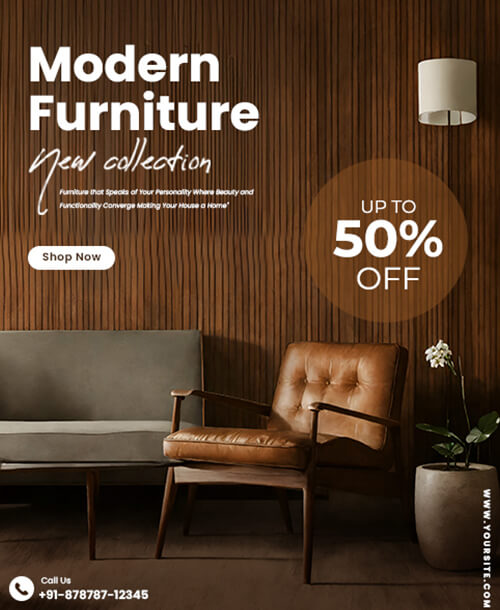 Modern
Furniture
New collection
Furniture that Speaks of Your Personality Where Beauty and
Functionality Converge Making Your House a Home"
Shop Now
UP TO
50%
OFF
Call Us
+91-878787-12345
WWW.YOURSITE.COM